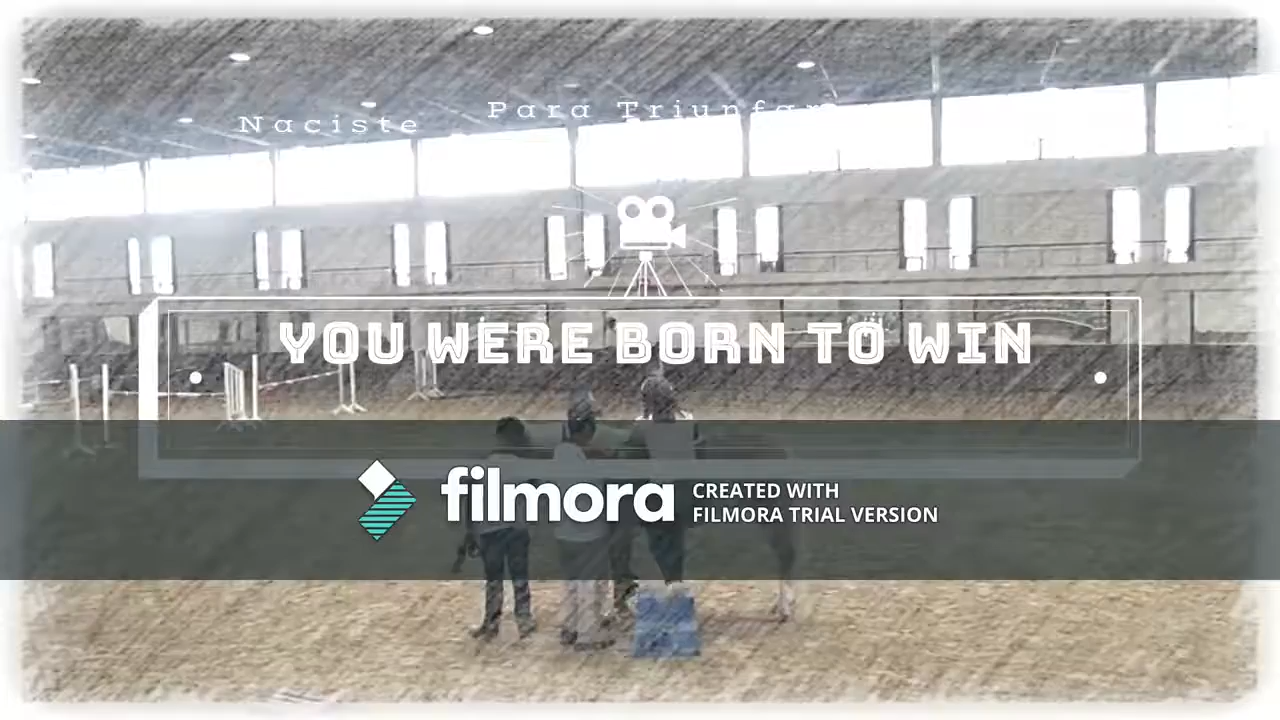 Naciste
Para Triunfar
YOU WERE BORN TO WIN
filmora
CREATED WITH
FILMORA TRIAL VERSION